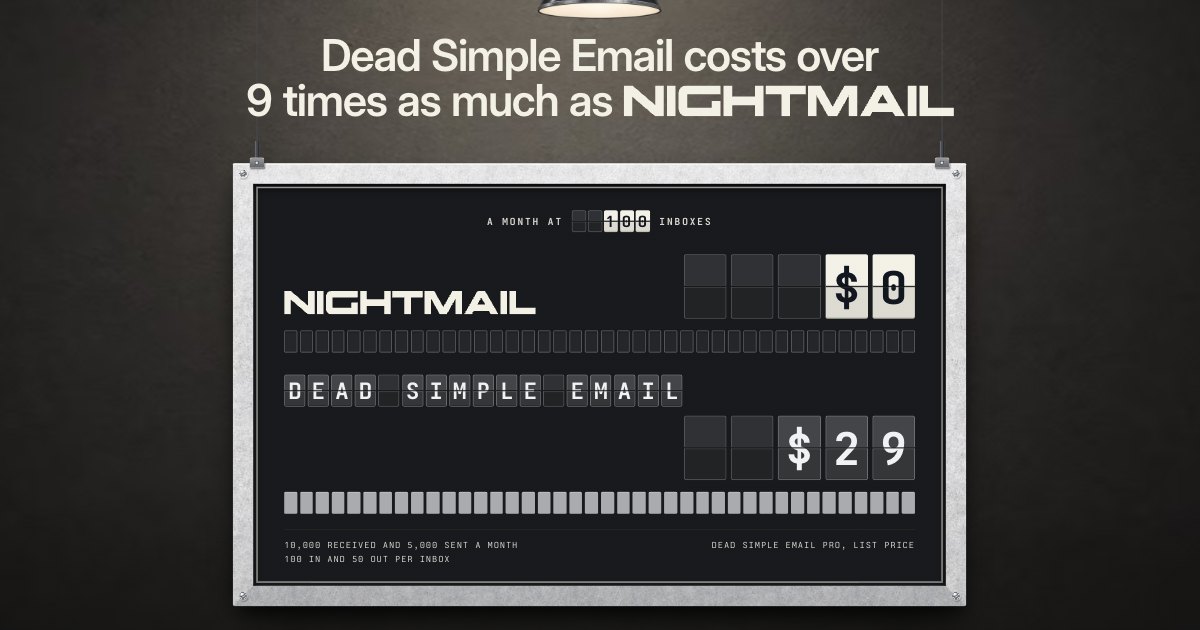 Dead Simple Email costs over
9 times as much as NIGHTMAIL
A MONTH AT 100 INBOXES
NIGHTMAIL $0
DEAD SIMPLE EMAIL
$29
10,000 RECEIVED AND 5,000 SENT A MONTH
100 IN AND 50 OUT PER INBOX
DEAD SIMPLE EMAIL PRO, LIST PRICE